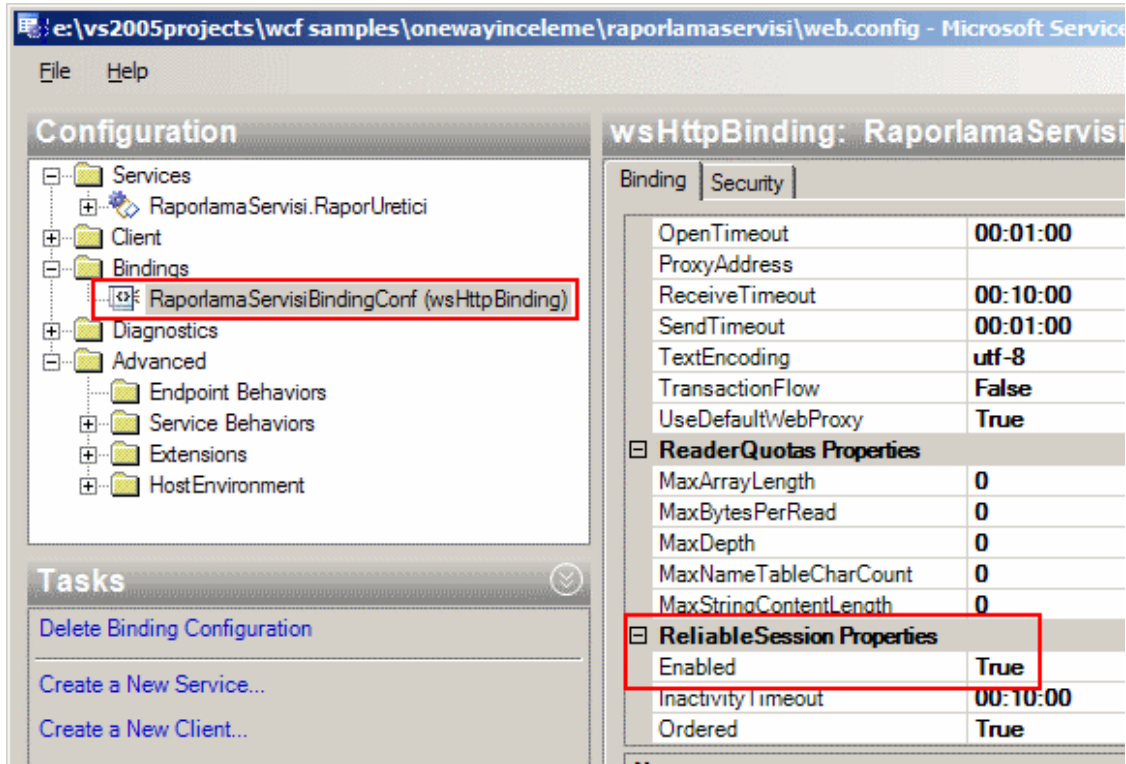 e:\vs2005projects\wcf samples\onewayinceleme\raporlamaservisi\web.config - Microsoft Service
File Help
Configuration
Services
RaporlamaServisi.RaporUretici
Client
Bindings
RaporlamaServisiBindingConf (wsHttpBinding)
Diagnostics
Advanced
Endpoint Behaviors
Service Behaviors
Extensions
HostEnvironment
Tasks
Delete Binding Configuration
Create a New Service...
Create a New Client...
wsHttpBinding: RaporlamaServisi
Binding Security
OpenTimeout 00:01:00
ProxyAddress
ReceiveTimeout 00:10:00
SendTimeout 00:01:00
TextEncoding utf-8
TransactionFlow False
UseDefaultWebProxy True
ReaderQuotas Properties
MaxArrayLength 0
MaxBytesPerRead 0
MaxDepth 0
MaxNameTableCharCount 0
MaxStringContentLength 0
ReliableSession Properties
Enabled True
InactivityTimeout 00:10:00
Ordered True